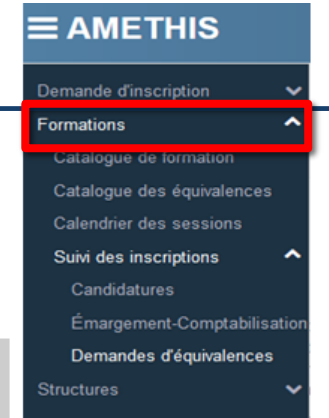 AMETHIS
Demande d'inscription
Formations
Catalogue de formation
Catalogue des équivalences
Calendrier des sessions
Suivi des inscriptions
Candidatures
Émargement-Comptabilisation
Demandes d'équivalences
Structures